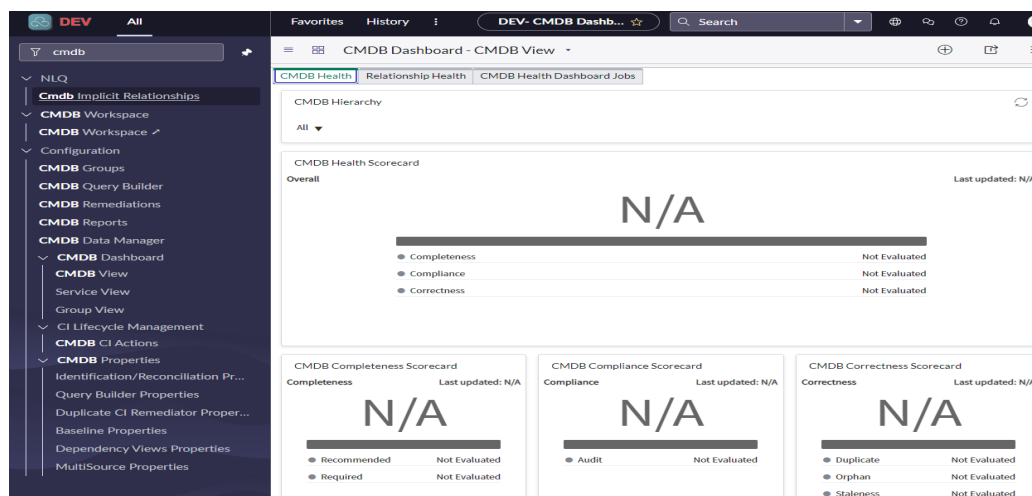 DEV All Favorites History DEV- CMDB Dashb... Search
cmdb
CMDB Dashboard - CMDB View
NLQ
Cmdb Implicit Relationships
CMDB Workspace
CMDB Workspace
Configuration
CMDB Groups
CMDB Query Builder
CMDB Remediations
CMDB Reports
CMDB Data Manager
CMDB Dashboard
CMDB View
Service View
Group View
CI Lifecycle Management
CMDB CI Actions
CMDB Properties
Identification/Reconciliation Pr...
Query Builder Properties
Duplicate CI Remediator Proper...
Baseline Properties
Dependency Views Properties
MultiSource Properties
CMDB Health Relationship Health CMDB Health Dashboard Jobs
CMDB Hierarchy
All
CMDB Health Scorecard
Overall Last updated: N/A
N/A
Completeness Not Evaluated
Compliance Not Evaluated
Correctness Not Evaluated
CMDB Completeness Scorecard
Completeness Last updated: N/A
N/A
Recommended Not Evaluated
Required Not Evaluated
CMDB Compliance Scorecard
Compliance Last updated: N/A
N/A
Audit Not Evaluated
CMDB Correctness Scorecard
Correctness Last updated: N/A
N/A
Duplicate Not Evaluated
Orphan Not Evaluated
Staleness Not Evaluated